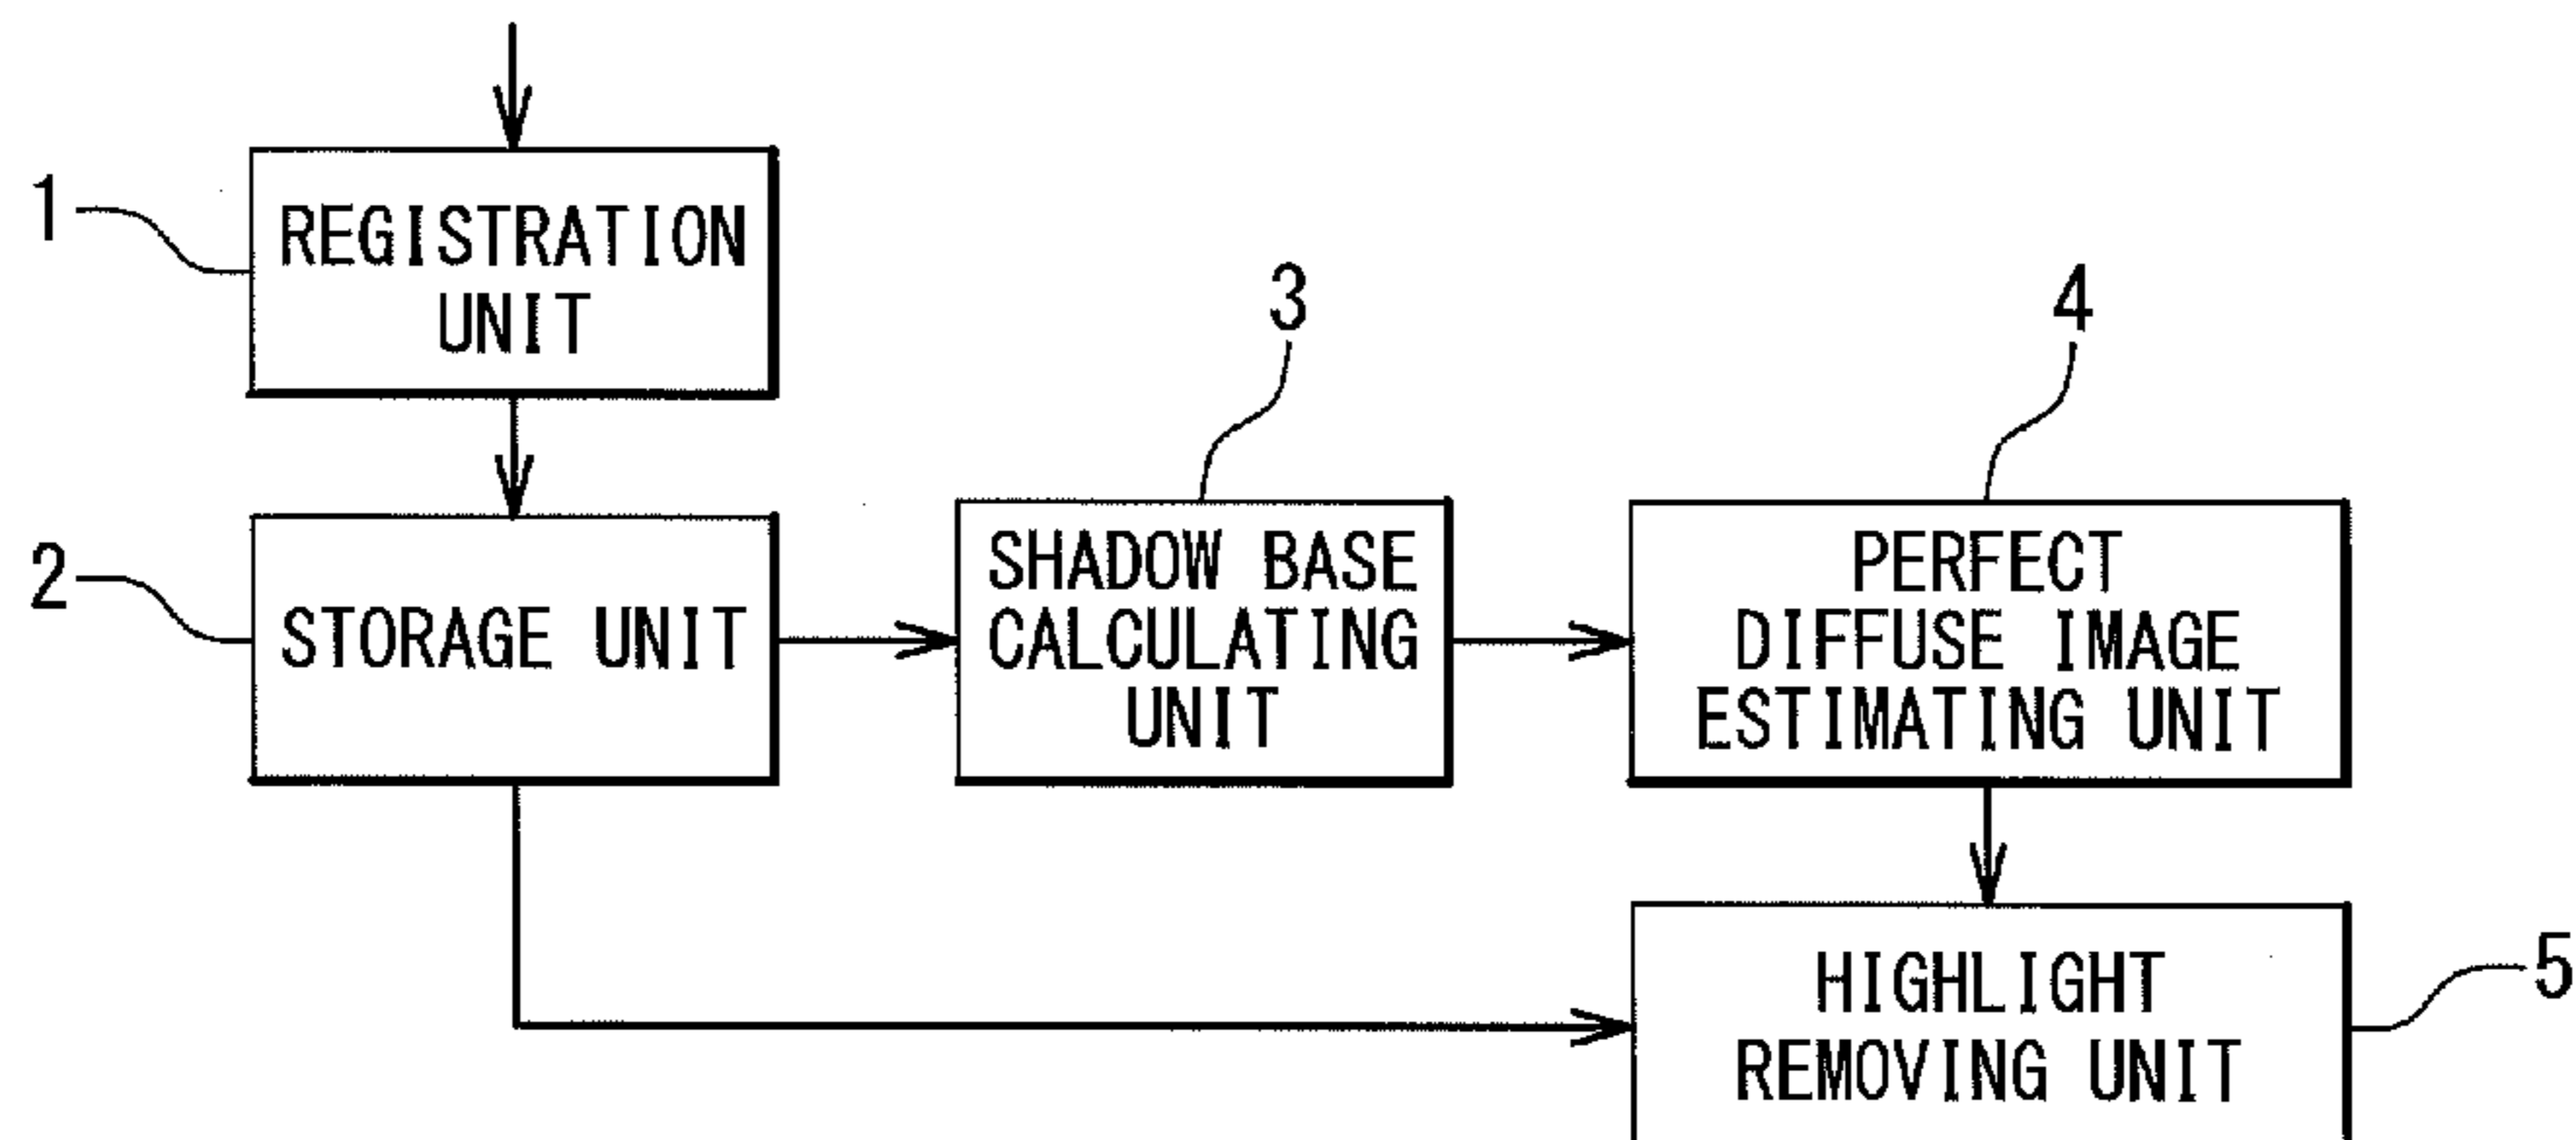 1
REGISTRATION
UNIT
2
STORAGE UNIT
3
SHADOW BASE
CALCULATING
UNIT
4
PERFECT
DIFFUSE IMAGE
ESTIMATING UNIT
HIGHLIGHT
REMOVING UNIT
5